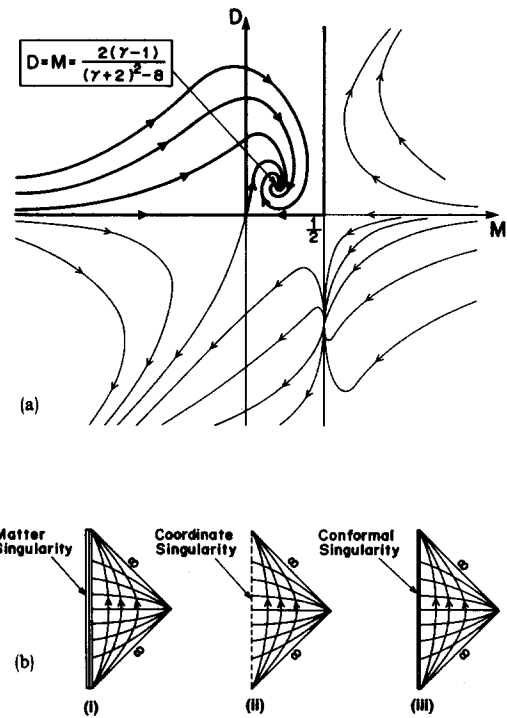 D
D=M= 2(γ-1) / (γ+2)²-8
1/2
M
(a)
Matter
Singularity
Coordinate
Singularity
Conformal
Singularity
∞
∞
∞
∞
∞
∞
(b)
(i)
(ii)
(iii)